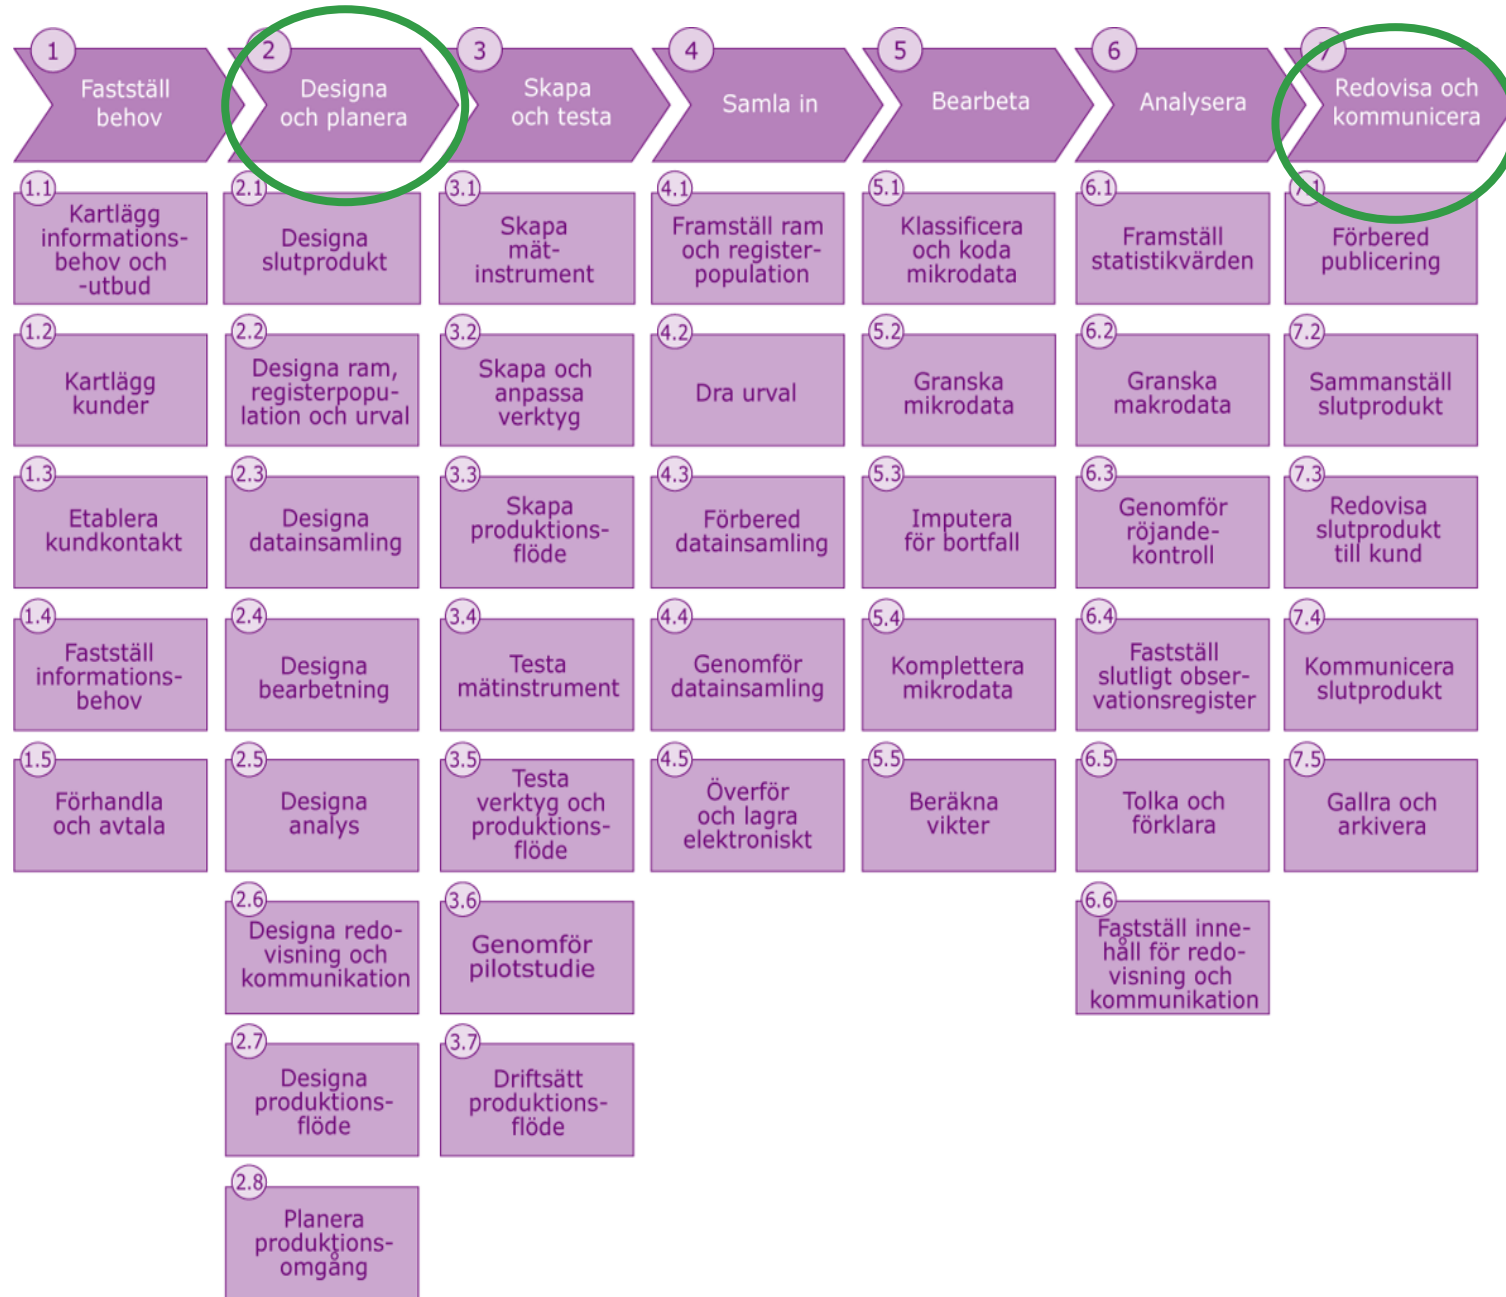 1
Fastställ
behov
2
Designa
och planera
3
Skapa
och testa
4
Samla in
5
Bearbeta
6
Analysera
7
Redovisa och
kommunicera
1.1
Kartlägg
informations-
behov och
-utbud
1.2
Kartlägg
kunder
1.3
Etablera
kundkontakt
1.4
Fastställ
informations-
behov
1.5
Förhandla
och avtala
2.1
Designa
slutprodukt
2.2
Designa ram,
registerpopu-
lation och urval
2.3
Designa
datainsamling
2.4
Designa
bearbetning
2.5
Designa
analys
2.6
Designa redo-
visning och
kommunikation
2.7
Designa
produktions-
flöde
2.8
Planera
produktions-
omgång
3.1
Skapa
mät-
instrument
3.2
Skapa och
anpassa
verktyg
3.3
Skapa
produktions-
flöde
3.4
Testa
mätinstrument
3.5
Testa
verktyg och
produktions-
flöde
3.6
Genomför
pilotstudie
3.7
Driftsätt
produktions-
flöde
4.1
Framställ ram
och register-
population
4.2
Dra urval
4.3
Förbered
datainsamling
4.4
Genomför
datainsamling
4.5
Överför
och lagra
elektroniskt
5.1
Klassificera
och koda
mikrodata
5.2
Granska
mikrodata
5.3
Imputera
för bortfall
5.4
Komplettera
mikrodata
5.5
Beräkna
vikter
6.1
Framställ
statistikvärden
6.2
Granska
makrodata
6.3
Genomför
röjande-
kontroll
6.4
Fastställ
slutligt obser-
vationsregister
6.5
Tolka och
förklara
6.6
Fastställ inne-
håll för redo-
visning och
kommunikation
7.1
Förbered
publicering
7.2
Sammanställ
slutprodukt
7.3
Redovisa
slutprodukt
till kund
7.4
Kommunicera
slutprodukt
7.5
Gallra och
arkivera